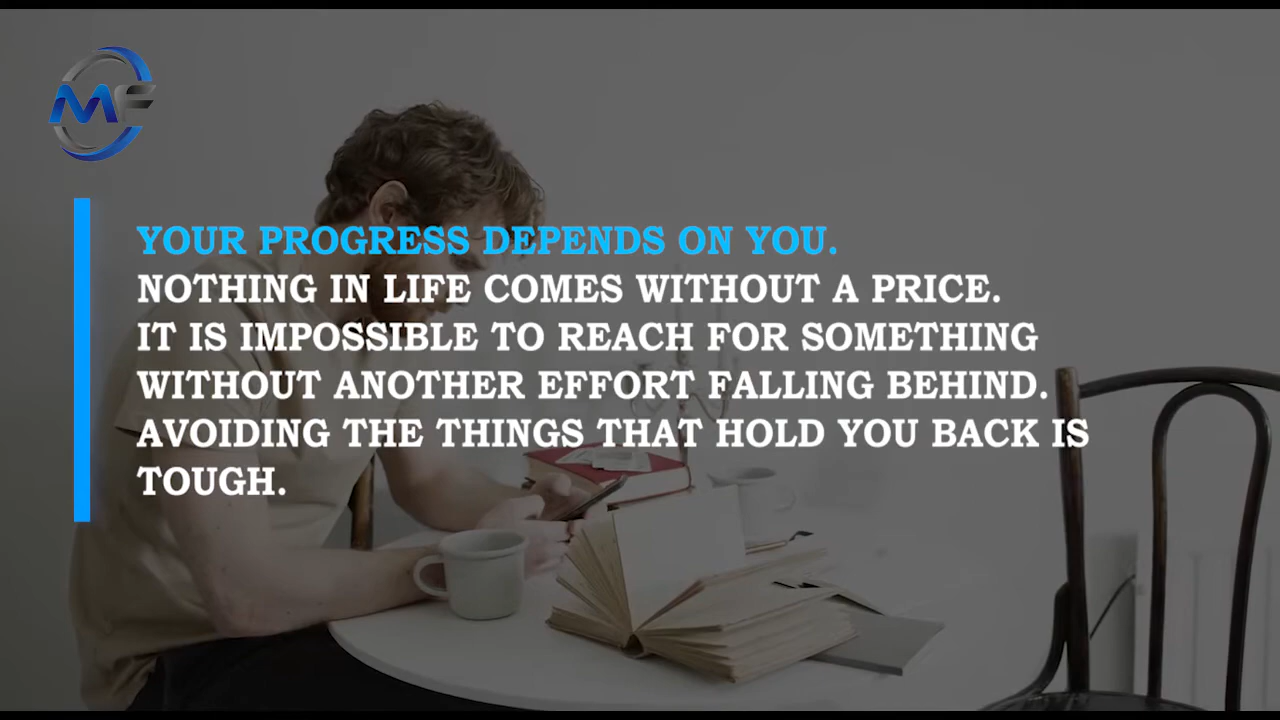 MF
YOUR PROGRESS DEPENDS ON YOU.
NOTHING IN LIFE COMES WITHOUT A PRICE.
IT IS IMPOSSIBLE TO REACH FOR SOMETHING
WITHOUT ANOTHER EFFORT FALLING BEHIND.
AVOIDING THE THINGS THAT HOLD YOU BACK IS
TOUGH.